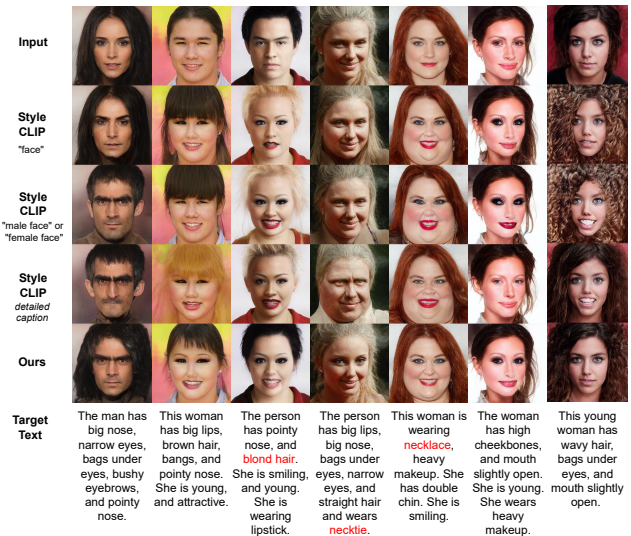 Input
Style
CLIP
"face"
Style
CLIP
"male face" or
"female face"
Style
CLIP
detailed
caption
Ours
Target
Text
The man has
big nose,
narrow eyes,
bags under
eyes, bushy
eyebrows,
and pointy
nose.
This woman
has big lips,
brown hair,
bangs, and
pointy nose.
She is young,
and attractive.
The person
has pointy
nose, and
blond hair.
She is smiling,
and young.
She is
wearing
lipstick.
The person
has big lips,
big nose,
bags under
eyes, narrow
eyes, and
straight hair
and wears
necktie.
This woman is
wearing
necklace,
heavy
makeup. She
has double
chin. She is
smiling.
The woman
has high
cheekbones,
and mouth
slightly open.
She is young.
She wears
heavy
makeup.
This young
woman has
wavy hair,
bags under
eyes, and
mouth slightly
open.